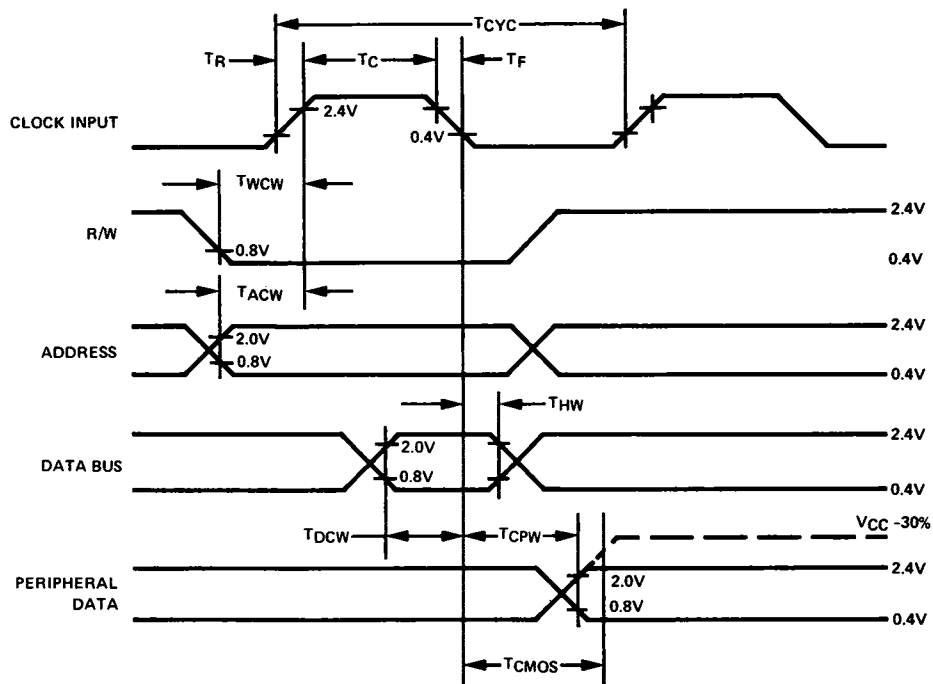 TCYC
TR
TC
TF
CLOCK INPUT
2.4V
0.4V
TWCW
R/W
0.8V
2.4V
0.4V
TACW
ADDRESS
2.0V
0.8V
2.4V
0.4V
THW
DATA BUS
2.0V
0.8V
2.4V
0.4V
TDCW
TCPW
VCC -30%
PERIPHERAL
DATA
2.0V
0.8V
2.4V
0.4V
TCMOS